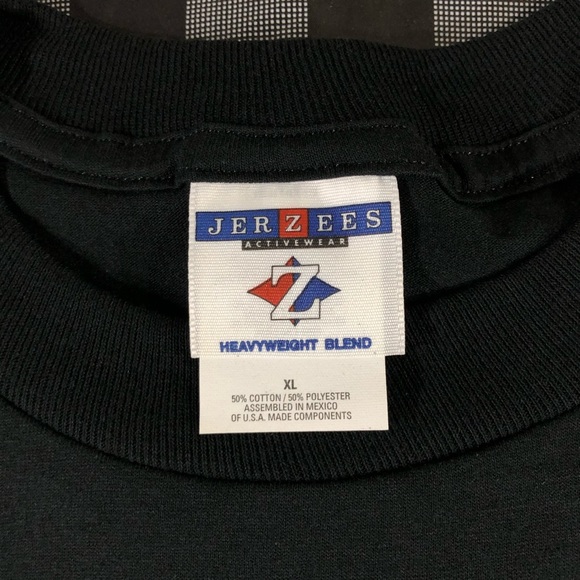 JERZEES
ACTIVEWEAR
Z
HEAVYWEIGHT BLEND
XL
50% COTTON / 50% POLYESTER
ASSEMBLED IN MEXICO
OF U.S.A. MADE COMPONENTS